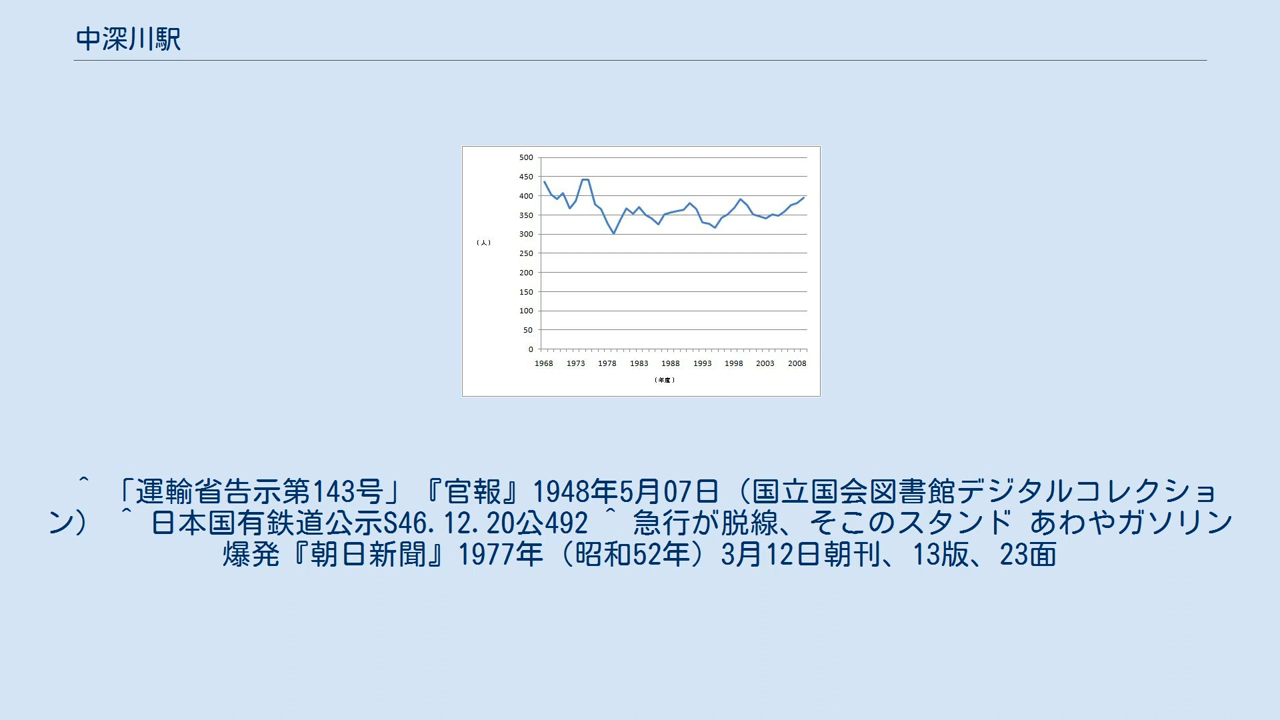 中深川駅
500
450
400
350
300
250
200
150
100
50
0
(人)
1968 1973 1978 1983 1988 1993 1998 2003 2008
(年度)
^ 「運輸省告示第143号」『官報』1948年5月07日（国立国会図書館デジタルコレクショ
ン） ^ 日本国有鉄道公示S46.12.20公492 ^ 急行が脱線、そこのスタンド あわやガソリン
爆発『朝日新聞』1977年（昭和52年）3月12日朝刊、13版、23面